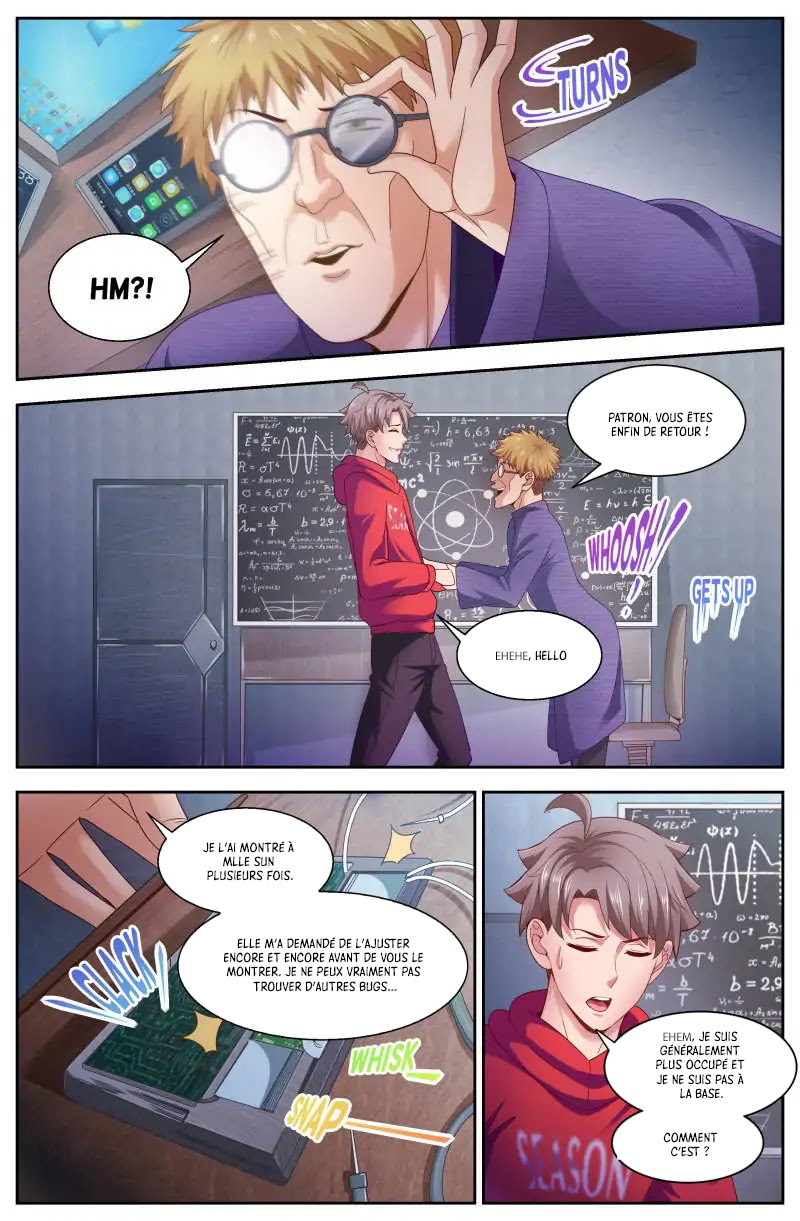 TURNS
HM?!
PATRON, VOUS ÊTES
ENFIN DE RETOUR !
WHOOSH!
GETS UP
EHEHE, HELLO
JE L'AI MONTRÉ À
MLLE SUN
PLUSIEURS FOIS.
ELLE M'A DEMANDÉ DE L'AJUSTER
ENCORE ET ENCORE AVANT DE VOUS LE
MONTRER. JE NE PEUX VRAIMENT PAS
TROUVER D'AUTRES BUGS...
CLACK
WHISK
SNAP
EHEM, JE SUIS
GÉNÉRALEMENT
PLUS OCCUPÉ ET
JE NE SUIS PAS À
LA BASE.
COMMENT
C'EST ?
SEASON